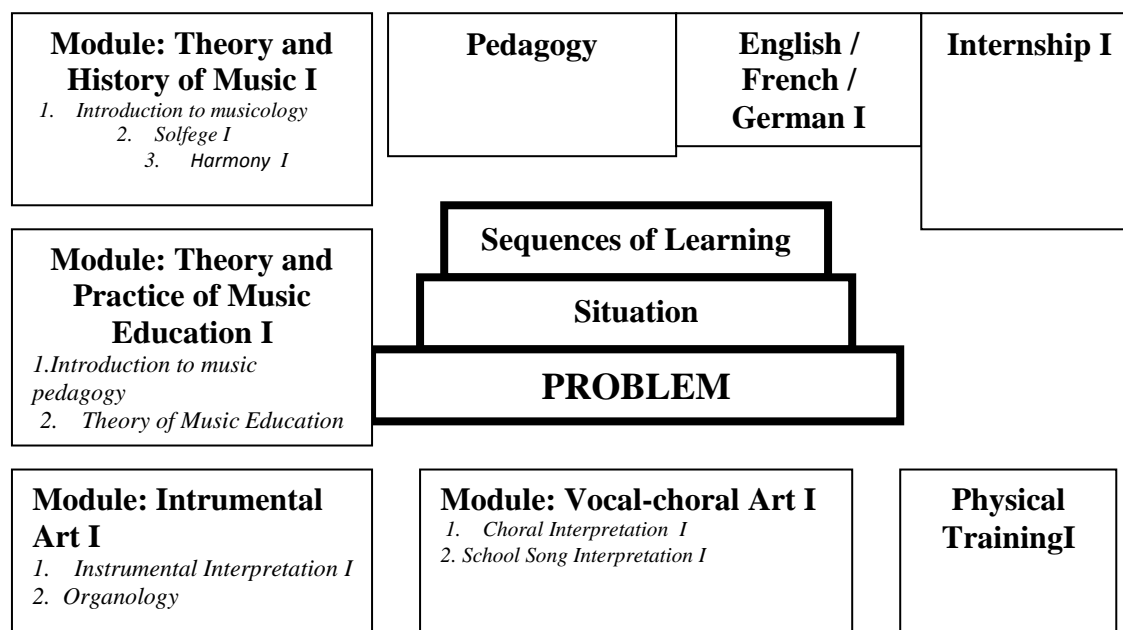 Module: Theory and
History of Music I
1. Introduction to musicology
2. Solfege I
3. Harmony I
Pedagogy
English /
French /
German I
Internship I
Sequences of Learning
Situation
PROBLEM
Module: Theory and
Practice of Music
Education I
1.Introduction to music
pedagogy
2. Theory of Music Education
Module: Intrumental
Art I
1. Instrumental Interpretation I
2. Organology
Module: Vocal-choral Art I
1. Choral Interpretation I
2. School Song Interpretation I
Physical
TrainingI